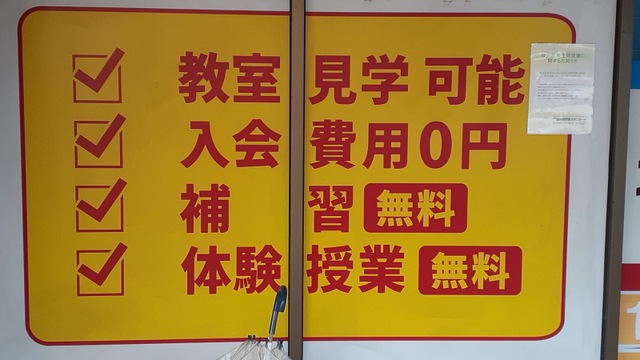 教室見学可能
入会費用0円
補習 無料
体験授業 無料